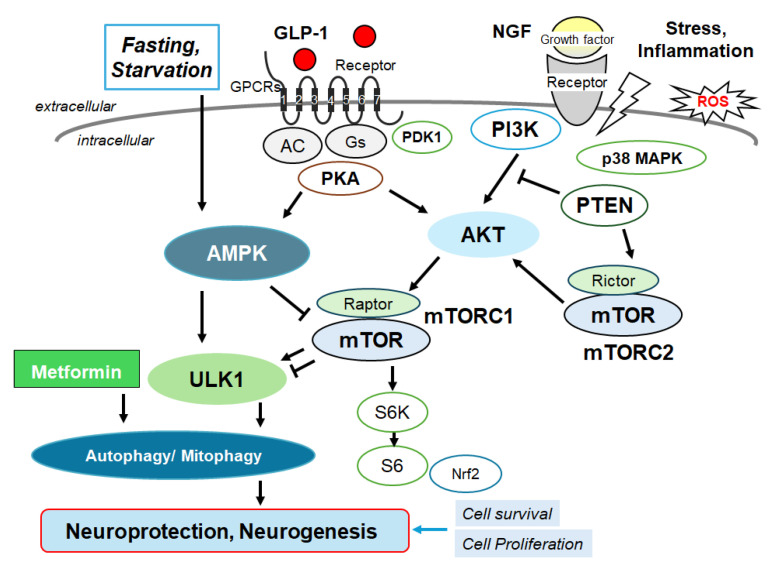 Fasting,
Starvation
GLP-1
Receptor
GPCRs
1 2 3 4 5 6 7
NGF
Growth factor
Receptor
Stress,
Inflammation
ROS
extracellular
intracellular
AC
Gs
PDK1
PI3K
p38 MAPK
PKA
PTEN
AMPK
AKT
Rictor
mTOR
mTORC2
Raptor
mTORC1
mTOR
Metformin
ULK1
S6K
Autophagy/ Mitophagy
S6
Nrf2
Neuroprotection, Neurogenesis
Cell survival
Cell Proliferation